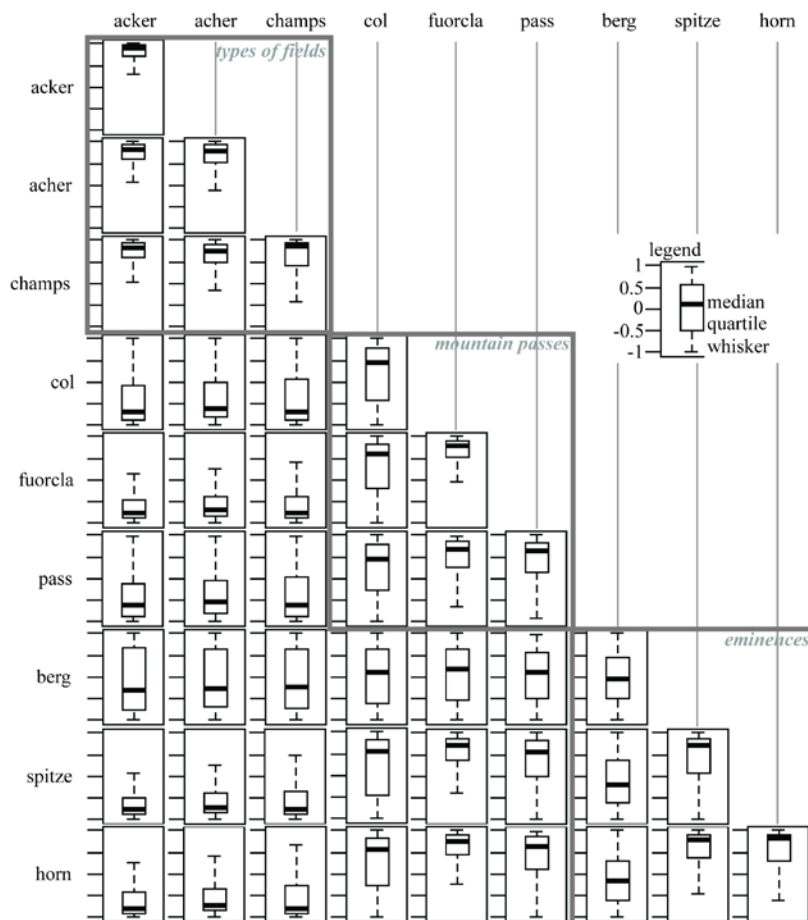 acker acher champs col fuorcla pass berg spitze horn
types of fields
acker
acher
champs
legend
1
0.5
0
-0.5
-1
median
quartile
whisker
mountain passes
col
fuorcla
pass
eminences
berg
spitze
horn